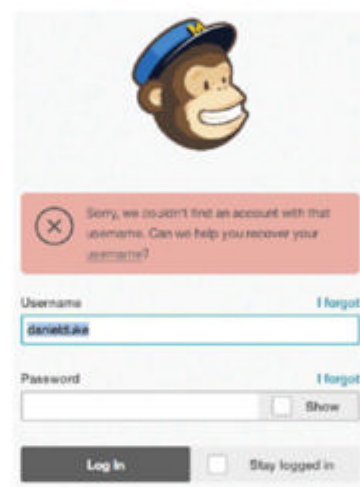 Sorry, we couldn't find an account with that
username. Can we help you recover your
username?
Username I forgot
danielduke
Password I forgot
Show
Log In Stay logged in